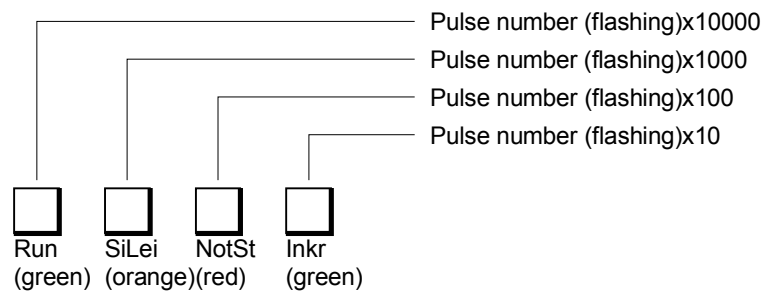 Pulse number (flashing)x10000
Pulse number (flashing)x1000
Pulse number (flashing)x100
Pulse number (flashing)x10
Run SiLei NotSt Inkr
(green) (orange)(red) (green)